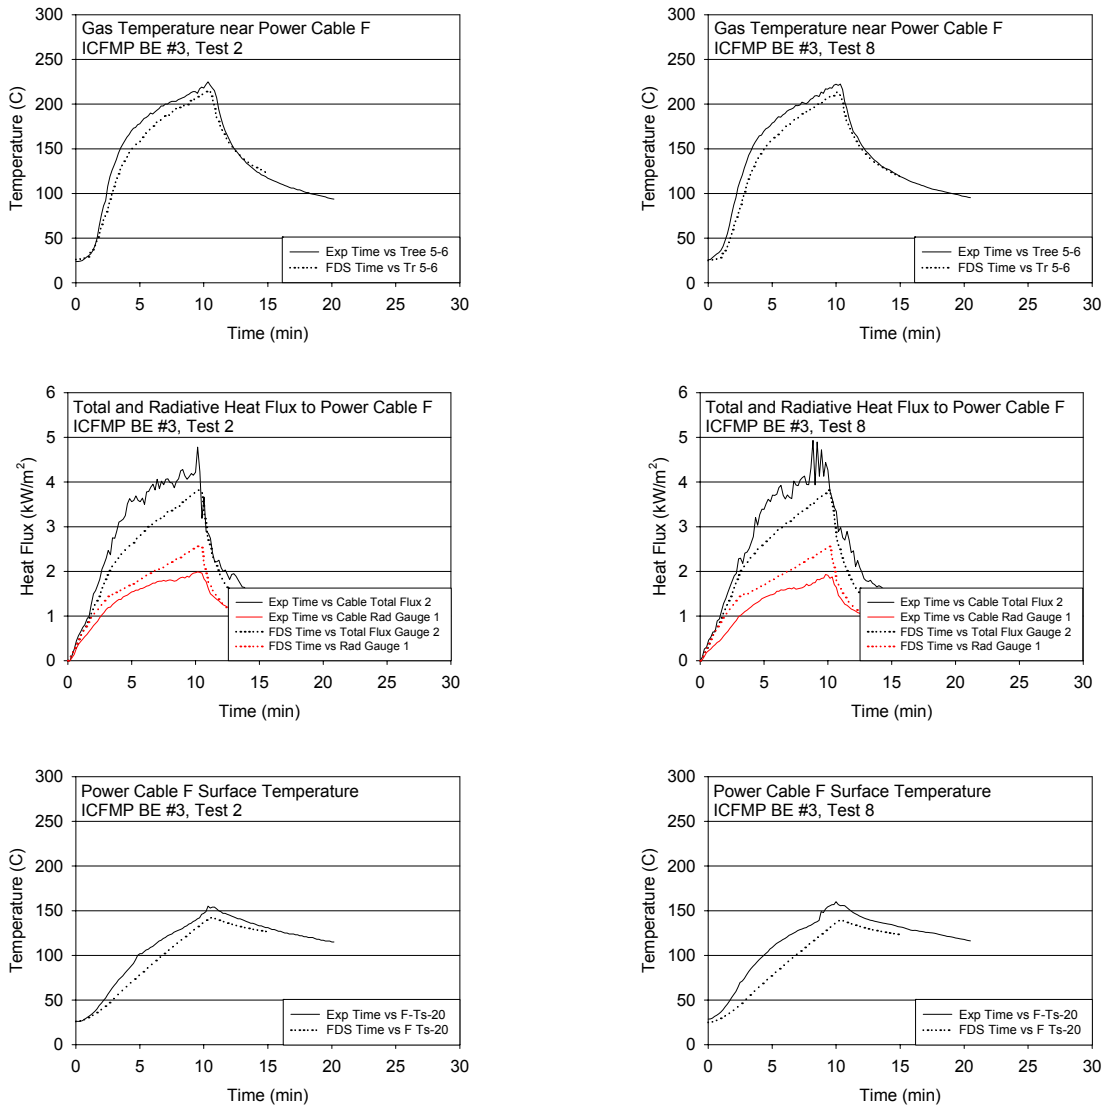 Gas Temperature near Power Cable F
ICFMP BE #3, Test 2
Temperature (C)
300
250
200
150
100
50
0
Exp Time vs Tree 5-6
FDS Time vs Tr 5-6
0 5 10 15 20 25 30
Time (min)
Gas Temperature near Power Cable F
ICFMP BE #3, Test 8
Temperature (C)
300
250
200
150
100
50
0
Exp Time vs Tree 5-6
FDS Time vs Tr 5-6
0 5 10 15 20 25 30
Time (min)
Total and Radiative Heat Flux to Power Cable F
ICFMP BE #3, Test 2
Heat Flux (kW/m²)
6
5
4
3
2
1
0
Exp Time vs Cable Total Flux 2
Exp Time vs Cable Rad Gauge 1
FDS Time vs Total Flux Gauge 2
FDS Time vs Rad Gauge 1
0 5 10 15 20 25 30
Time (min)
Total and Radiative Heat Flux to Power Cable F
ICFMP BE #3, Test 8
Heat Flux (kW/m²)
6
5
4
3
2
1
0
Exp Time vs Cable Total Flux 2
Exp Time vs Cable Rad Gauge 1
FDS Time vs Total Flux Gauge 2
FDS Time vs Rad Gauge 1
0 5 10 15 20 25 30
Time (min)
Power Cable F Surface Temperature
ICFMP BE #3, Test 2
Temperature (C)
300
250
200
150
100
50
0
Exp Time vs F-Ts-20
FDS Time vs F Ts-20
0 5 10 15 20 25 30
Time (min)
Power Cable F Surface Temperature
ICFMP BE #3, Test 8
Temperature (C)
300
250
200
150
100
50
0
Exp Time vs F-Ts-20
FDS Time vs F Ts-20
0 5 10 15 20 25 30
Time (min)